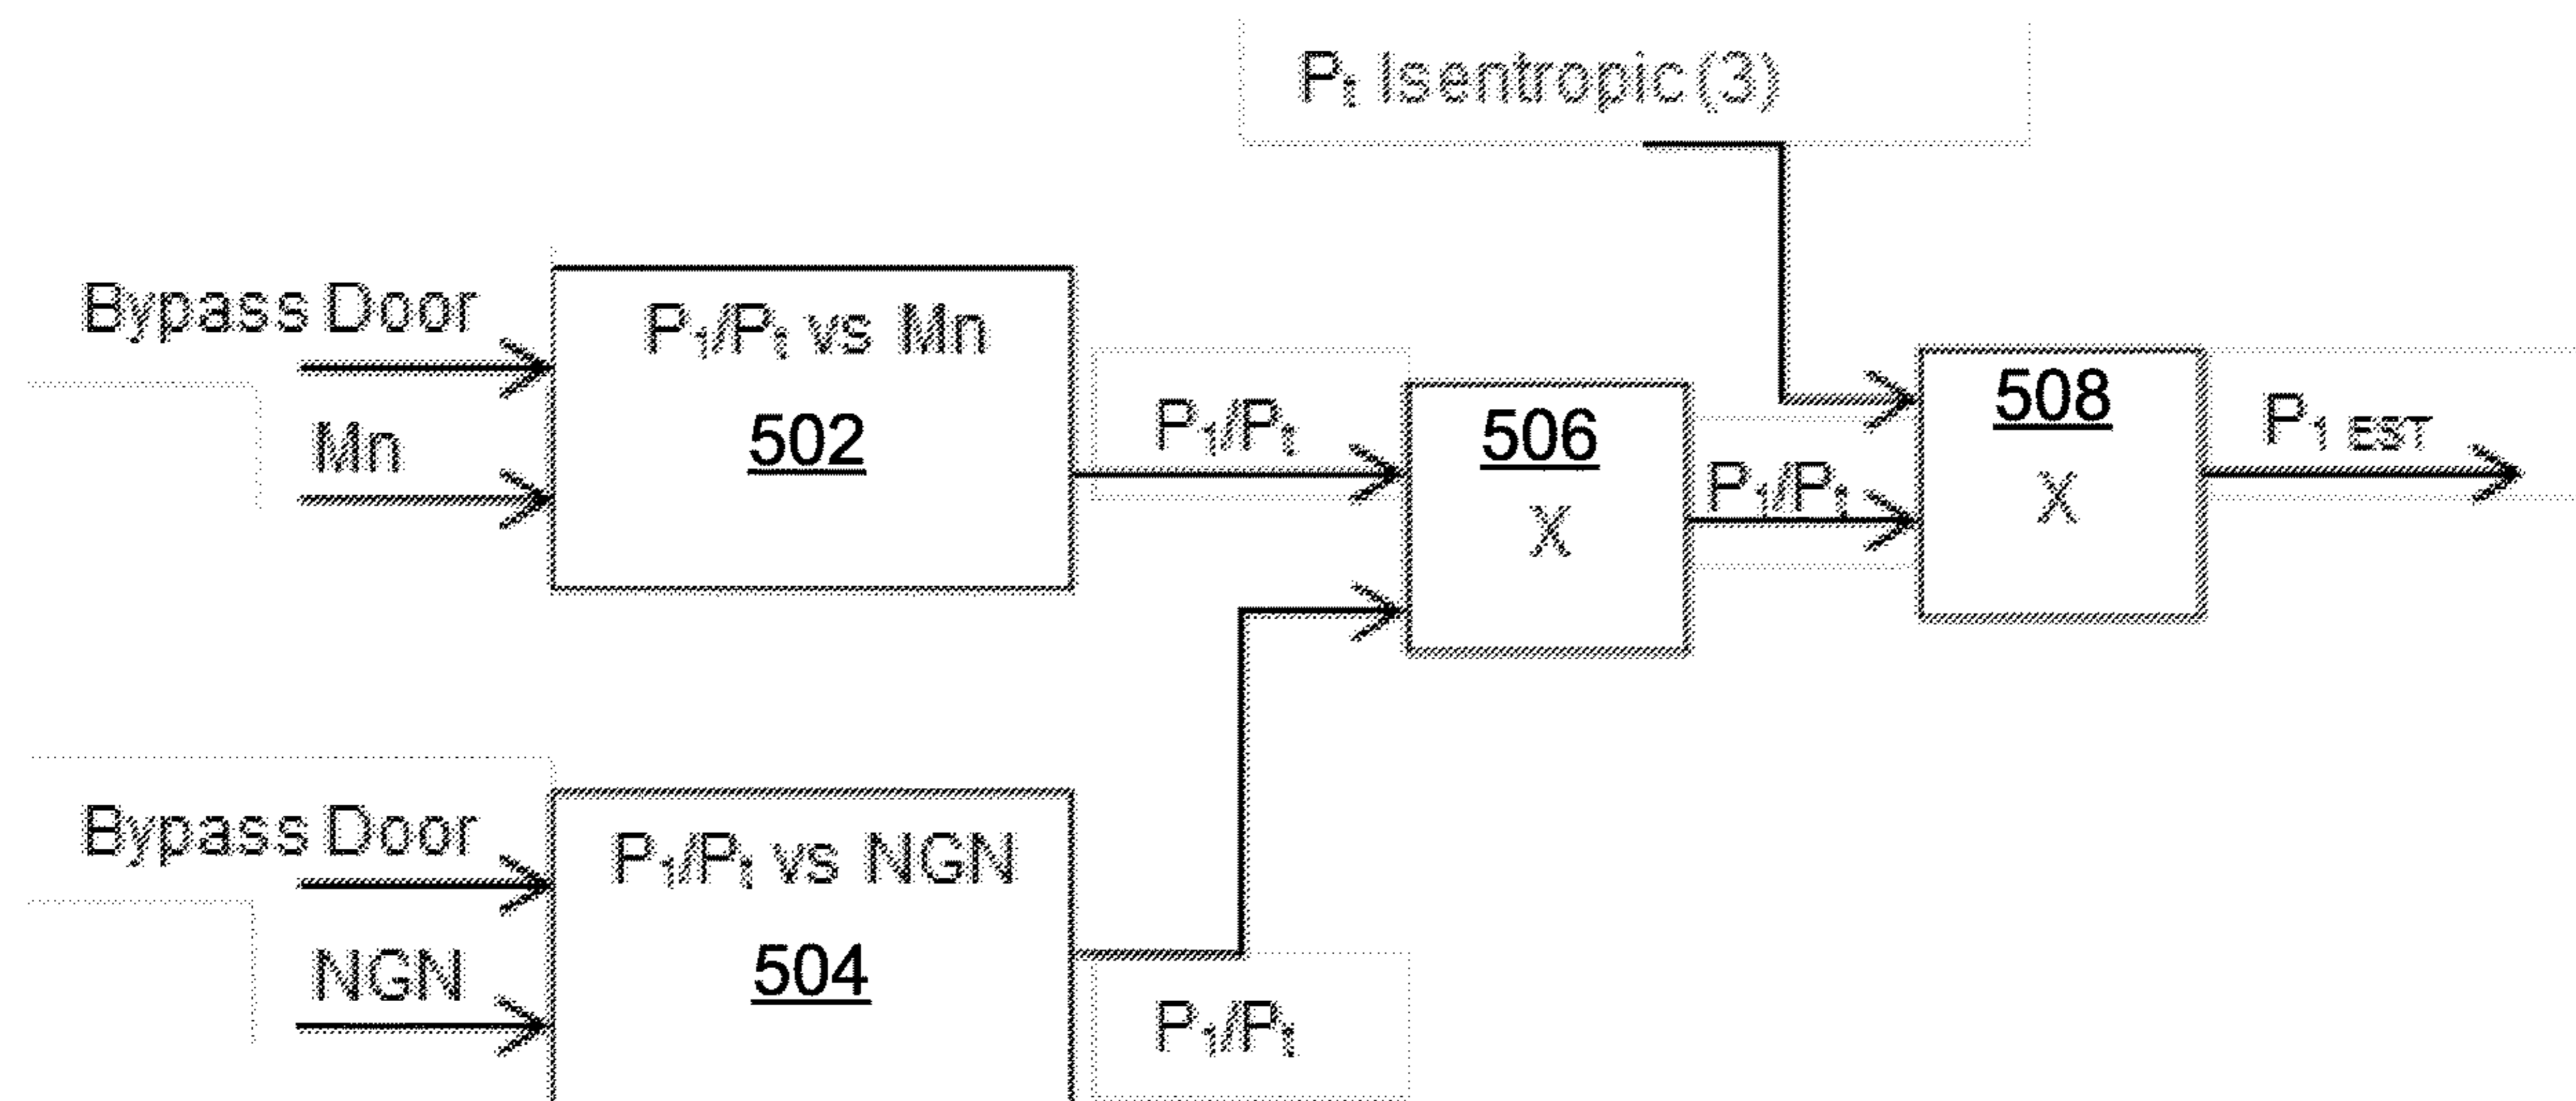 Pt Isentropic (3)
Bypass Door
P1/Pt vs Mn
Mn
502
P1/Pt
506
X
P1/Pt
508
X
P1 EST
Bypass Door
P1/Pt vs NGN
NGN
504
P1/Pt